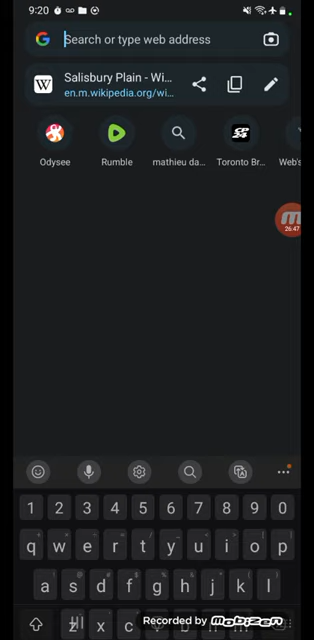 9:20
Search or type web address
W
Salisbury Plain - Wi...
en.m.wikipedia.org/wi...
Odysee
Rumble
mathieu da...
Toronto Br...
Web's
26:47
1 2 3 4 5 6 7 8 9 0
q w e r t y u i o p
a s d f g h j k l
z x c v b n m
Recorded by MOBIZEN